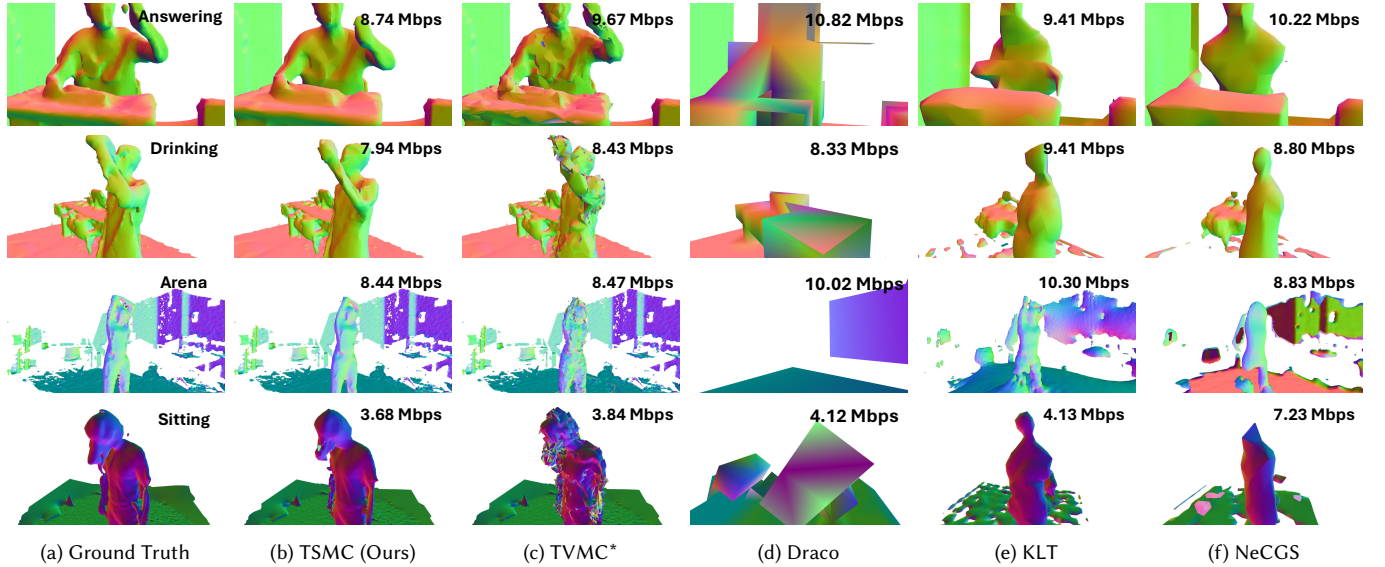 Answering 8.74 Mbps 9.67 Mbps 10.82 Mbps 9.41 Mbps 10.22 Mbps
Drinking 7.94 Mbps 8.43 Mbps 8.33 Mbps 9.41 Mbps 8.80 Mbps
Arena 8.44 Mbps 8.47 Mbps 10.02 Mbps 10.30 Mbps 8.83 Mbps
Sitting 3.68 Mbps 3.84 Mbps 4.12 Mbps 4.13 Mbps 7.23 Mbps
(a) Ground Truth (b) TSMC (Ours) (c) TVMC* (d) Draco (e) KLT (f) NeCGS